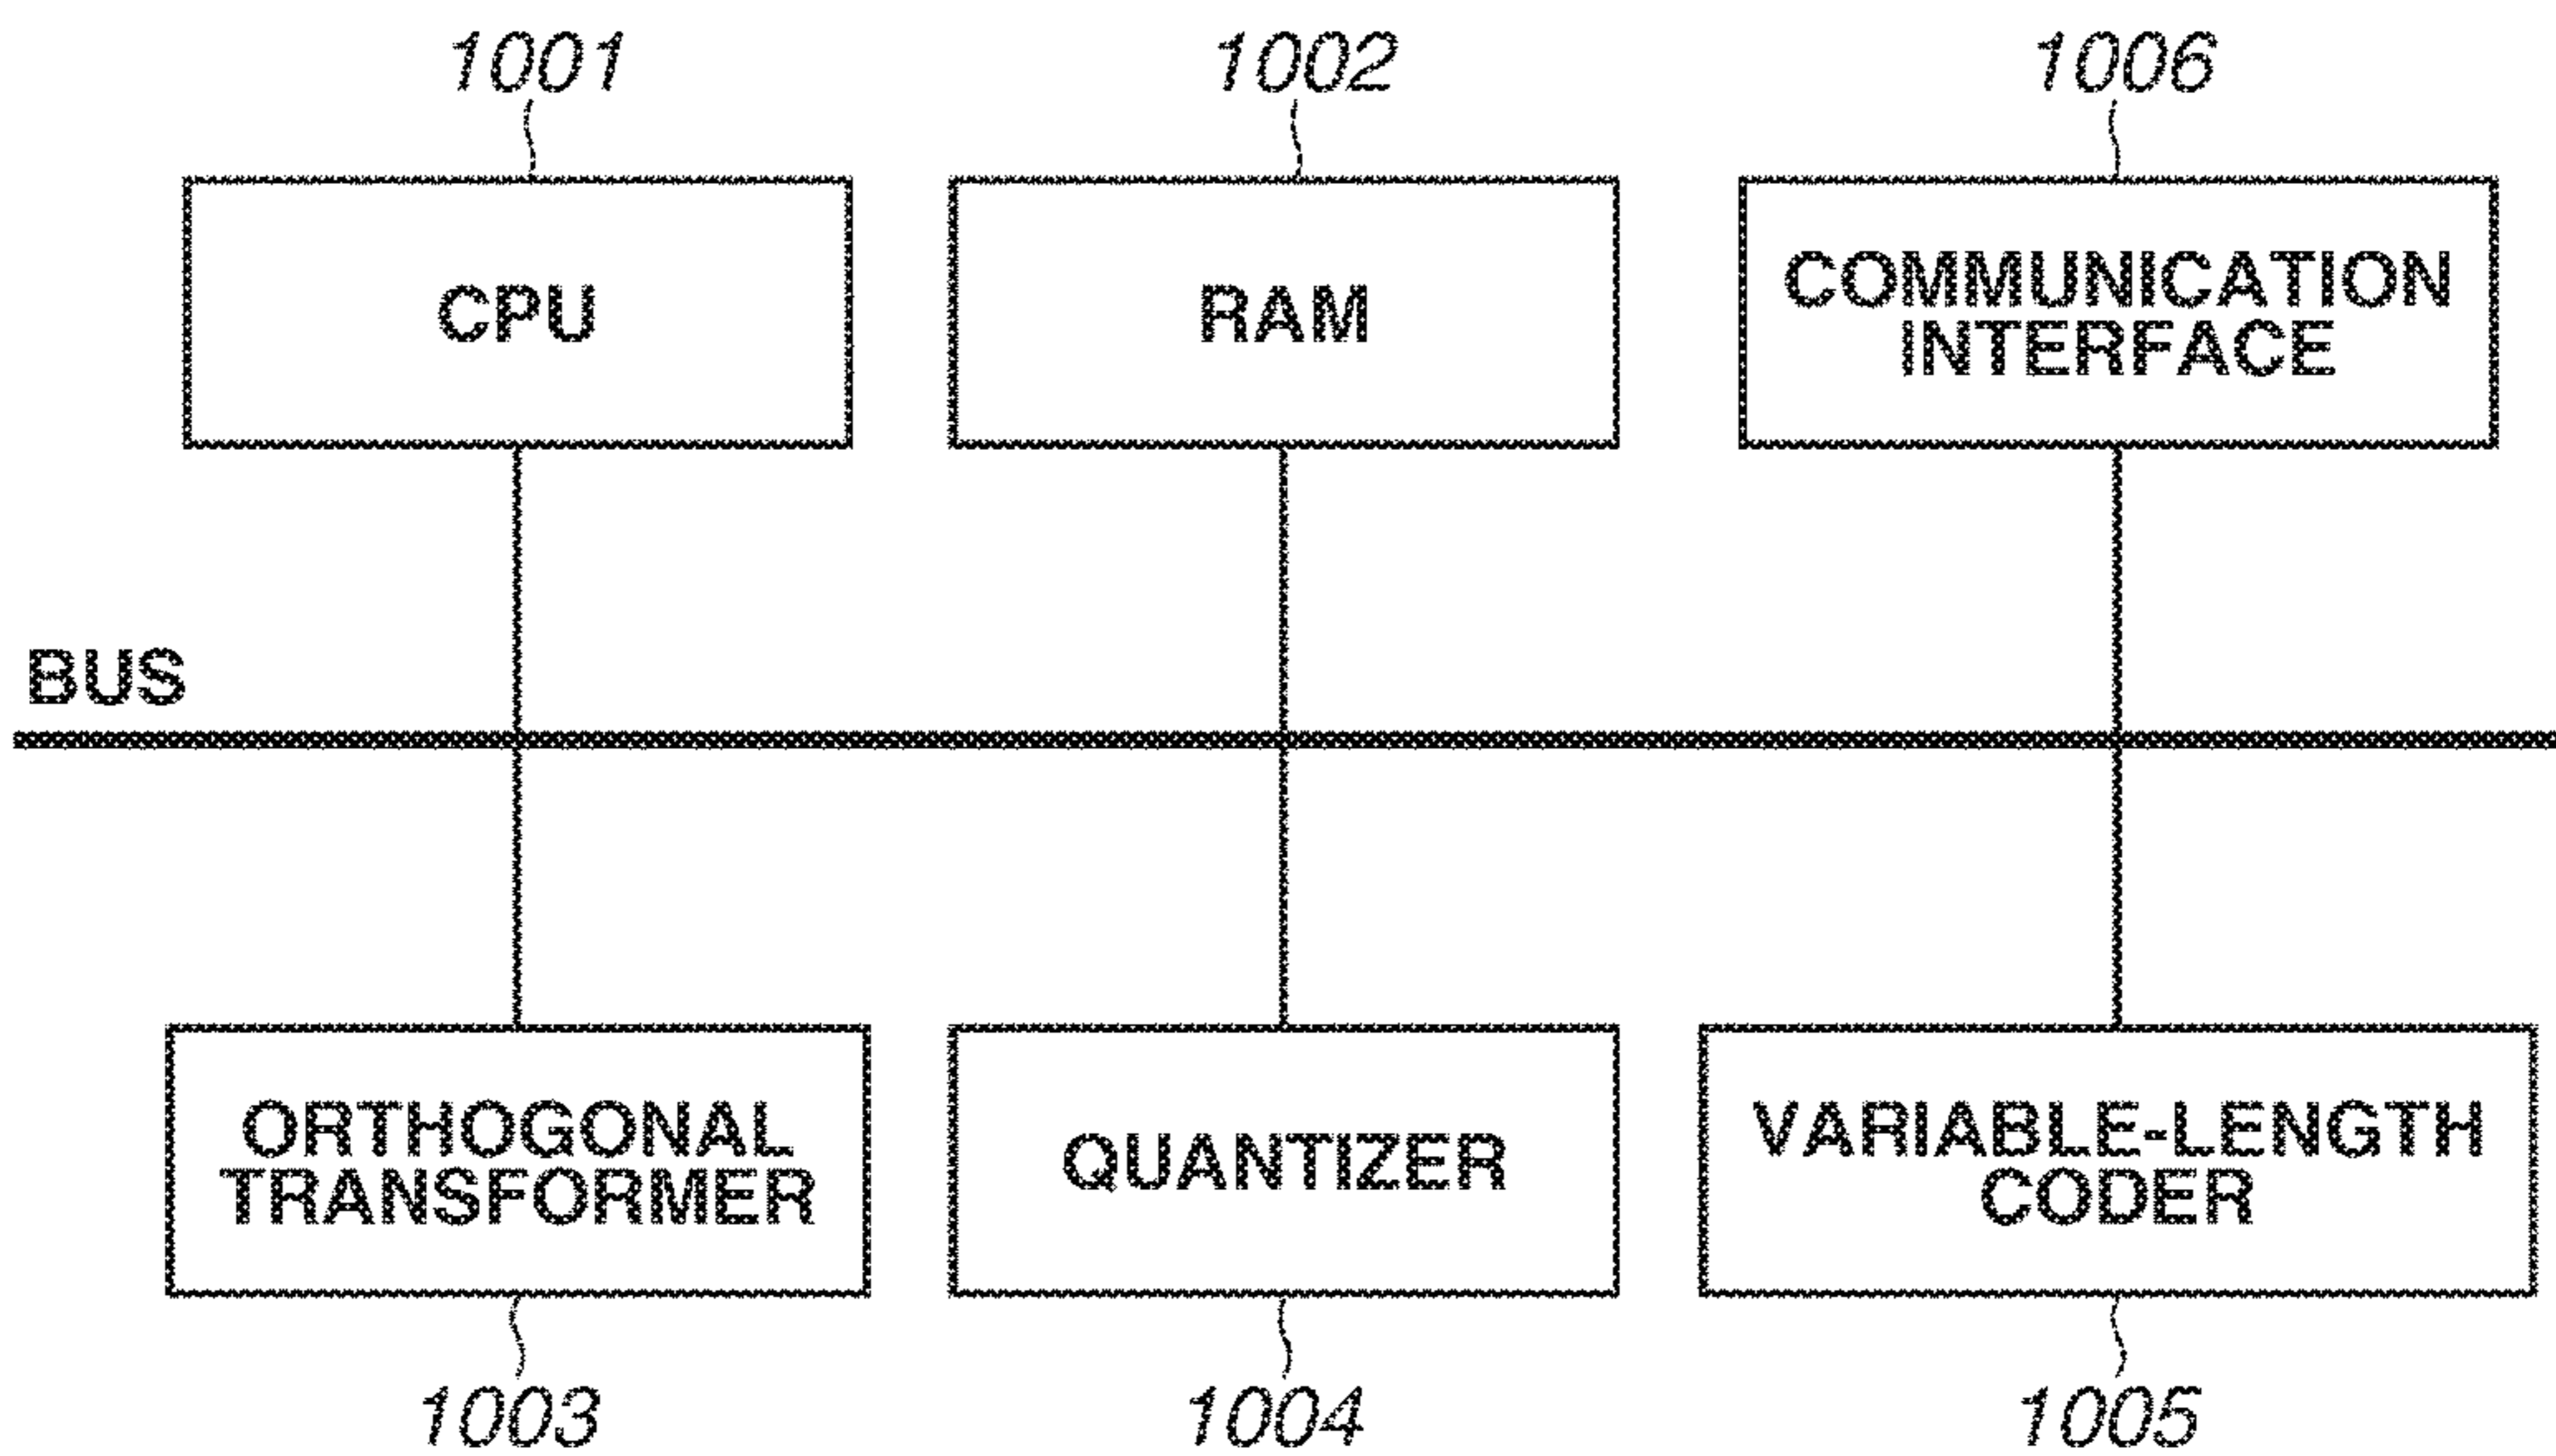 1001
1002
1006
CPU
RAM
COMMUNICATION
INTERFACE
BUS
ORTHOGONAL
TRANSFORMER
QUANTIZER
VARIABLE-LENGTH
CODER
1003
1004
1005